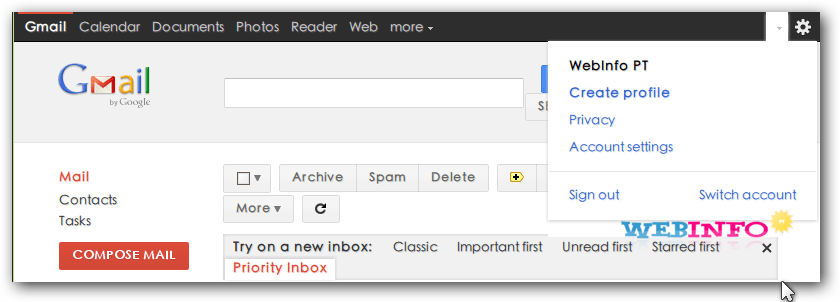 Gmail Calendar Documents Photos Reader Web more
Gmail
by Google
WebInfo PT
Create profile
Privacy
Account settings
Sign out Switch account
Mail
Contacts
Tasks
COMPOSE MAIL
Archive Spam Delete
More
WEBINFO
Try on a new inbox: Classic Important first Unread first Starred first
Priority Inbox